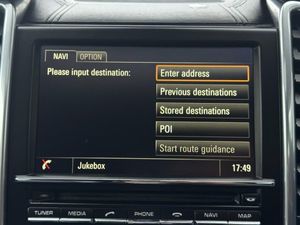 NAVI OPTION
Please input destination: Enter address
Previous destinations
Stored destinations
POI
Start route guidance
Jukebox 17:49
TUNER MEDIA PHONE NAVI MAP